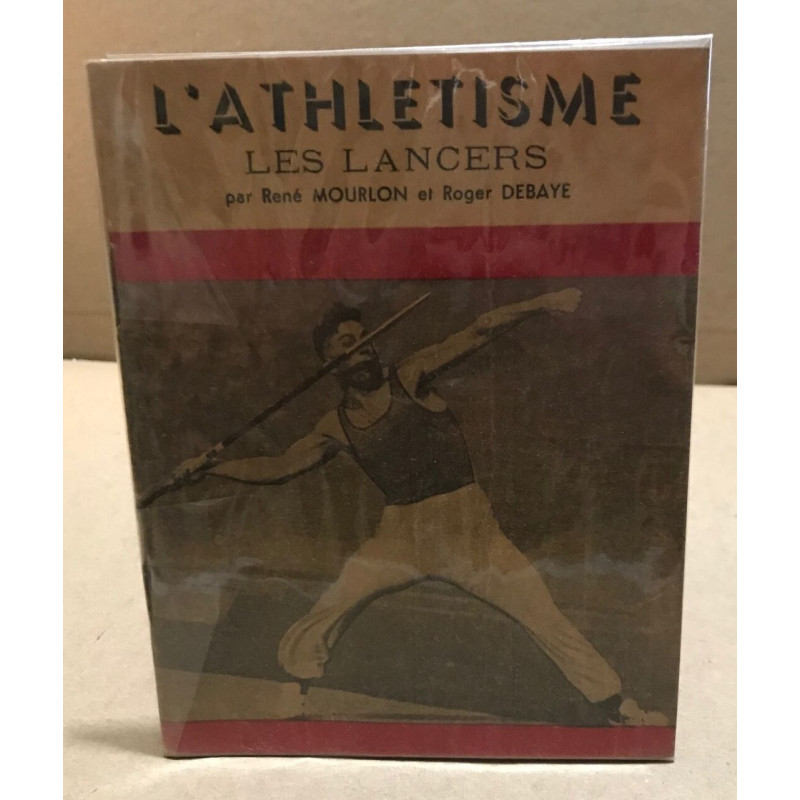 L'ATHLETISME
LES LANCERS
par René MOURLON et Roger DEBAYE